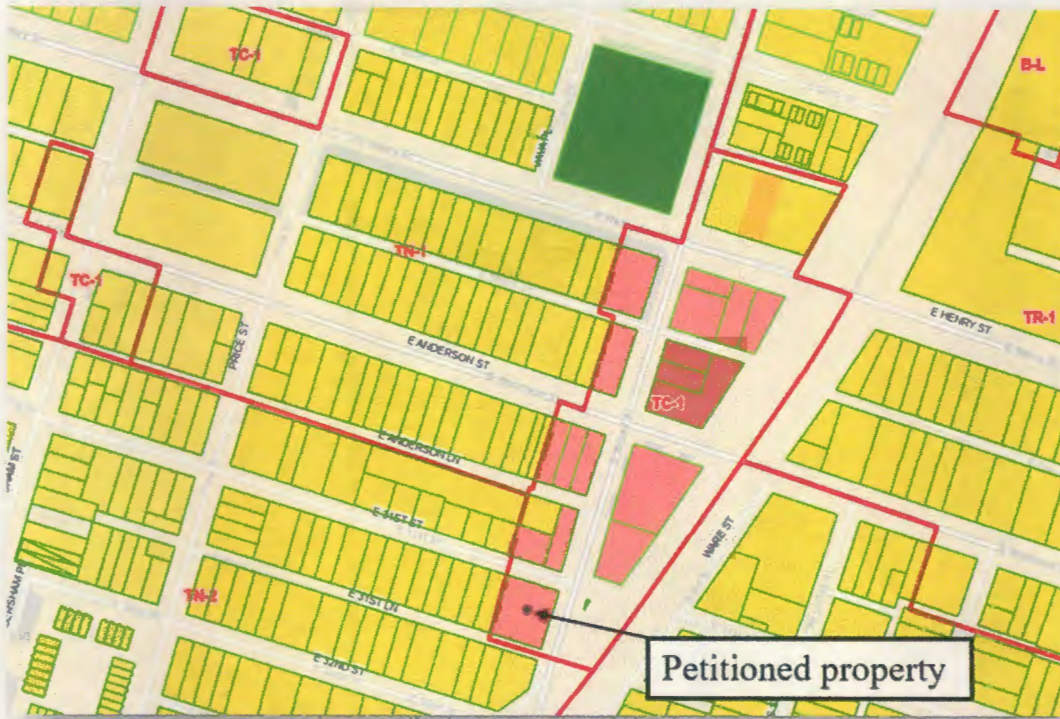 TC-1
B-L
TN-1
TC-1
E HENRY ST
TR-1
PRICE ST
E ANDERSON ST
TC-1
E ANDERSON LN
E 31ST ST
WARE ST
TN-2
E 31ST LN
E 32ND ST
Petitioned property